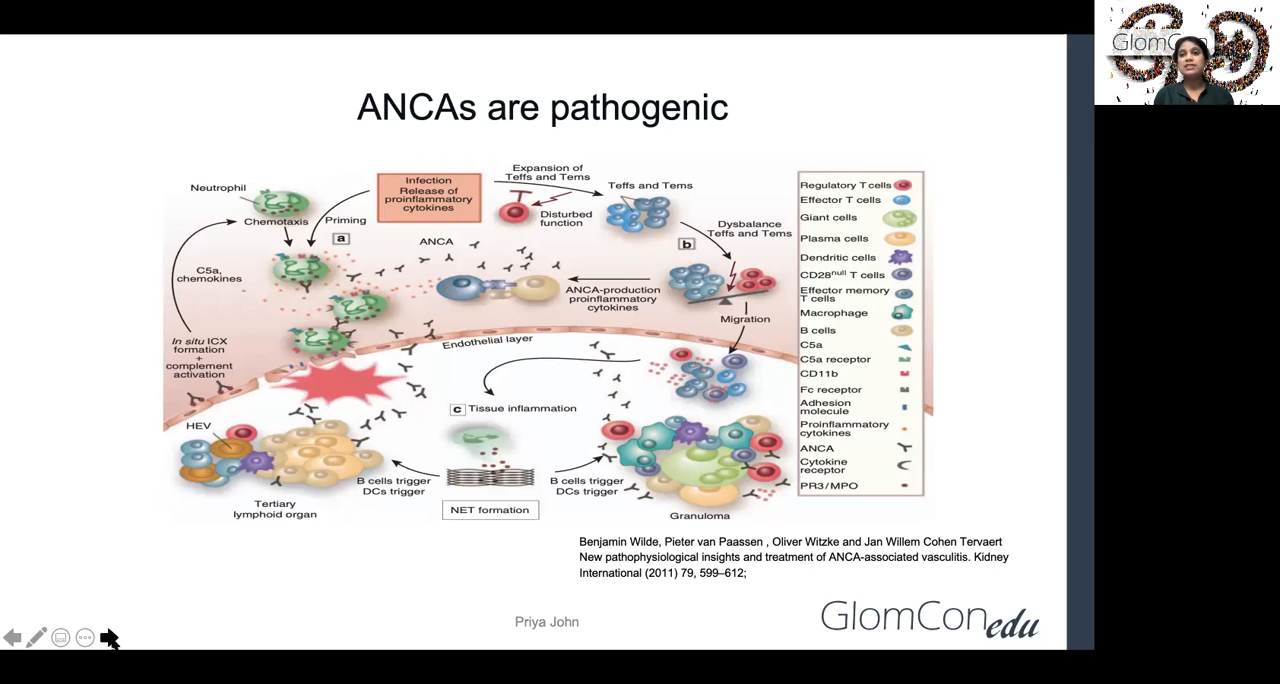 GlomCon
ANCAs are pathogenic
Neutrophil
Chemotaxis
Priming
a
Infection
Release of
proinflammatory
cytokines
Expansion of
Teffs and Tems
Disturbed
function
Teffs and Tems
b
Dysbalance
Teffs and Tems
C5a,
chemokines
ANCA
ANCA-production
proinflammatory
cytokines
Migration
In situ ICX
formation
+
complement
activation
Endothelial layer
c Tissue inflammation
HEV
B cells trigger
DCs trigger
B cells trigger
DCs trigger
Tertiary
lymphoid organ
NET formation
Granuloma
Regulatory T cells
Effector T cells
Giant cells
Plasma cells
Dendritic cells
CD28null T cells
Effector memory
T cells
Macrophage
B cells
C5a
C5a receptor
CD11b
Fc receptor
Adhesion
molecule
Proinflammatory
cytokines
ANCA
Cytokine
receptor
PR3/MPO
Benjamin Wilde, Pieter van Paassen , Oliver Witzke and Jan Willem Cohen Tervaert
New pathophysiological insights and treatment of ANCA-associated vasculitis. Kidney
International (2011) 79, 599–612;
Priya John
GlomCon edu